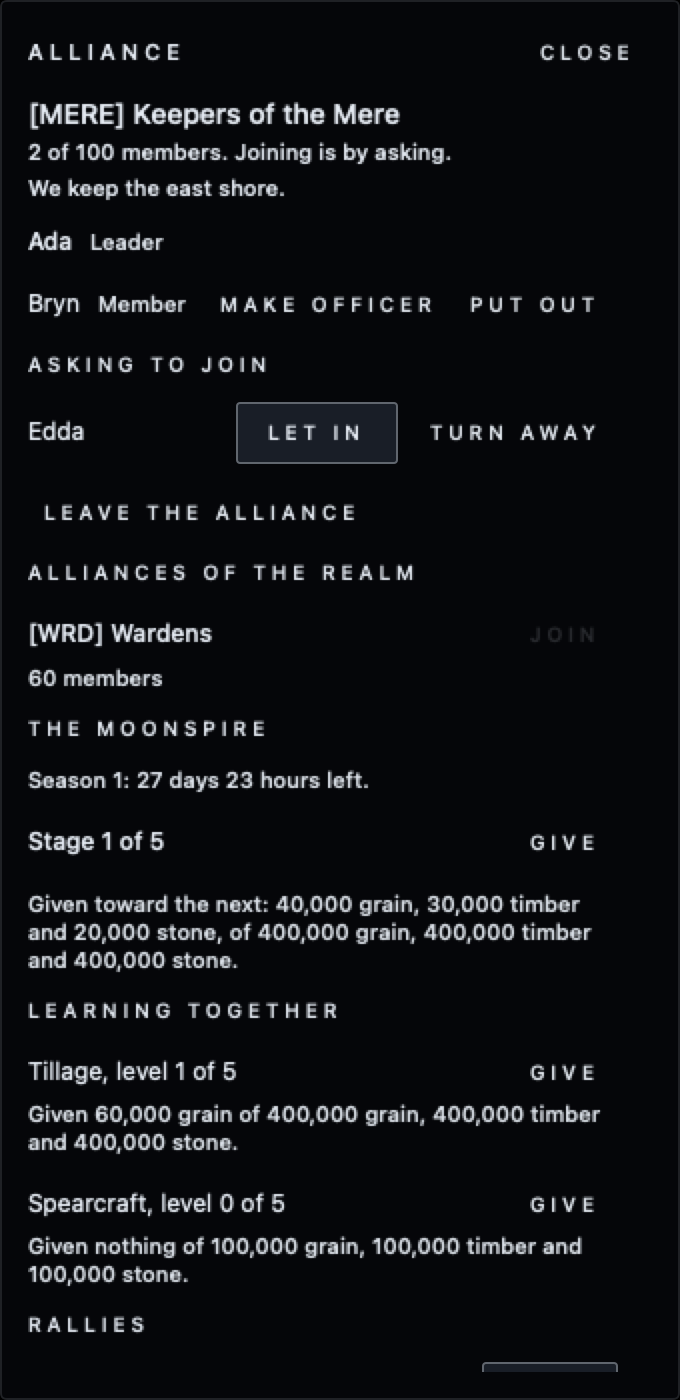 ALLIANCE
CLOSE
[MERE] Keepers of the Mere
2 of 100 members. Joining is by asking.
We keep the east shore.
Ada Leader
Bryn Member MAKE OFFICER PUT OUT
ASKING TO JOIN
Edda LET IN TURN AWAY
LEAVE THE ALLIANCE
ALLIANCES OF THE REALM
[WRD] Wardens JOIN
60 members
THE MOONSPIRE
Season 1: 27 days 23 hours left.
Stage 1 of 5 GIVE
Given toward the next: 40,000 grain, 30,000 timber
and 20,000 stone, of 400,000 grain, 400,000 timber
and 400,000 stone.
LEARNING TOGETHER
Tillage, level 1 of 5 GIVE
Given 60,000 grain of 400,000 grain, 400,000 timber
and 400,000 stone.
Spearcraft, level 0 of 5 GIVE
Given nothing of 100,000 grain, 100,000 timber and
100,000 stone.
RALLIES